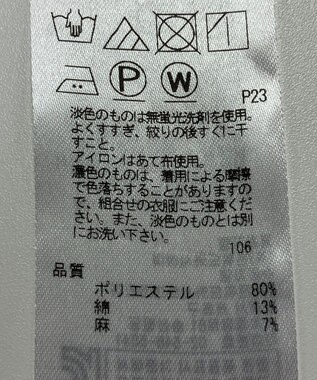 P
W
P23
淡色のものは無蛍光洗剤を使用。
よくすすぎ、絞りの後すぐに干
すこと。
アイロンはあて布使用。
濃色のものは、着用による摩擦
で色落ちすることがありますの
で、組合せの衣服にご注意くださ
い。また、淡色のものとは別
にお洗い下さい。
106
品質
ポリエステル 80%
綿 13%
麻 7%